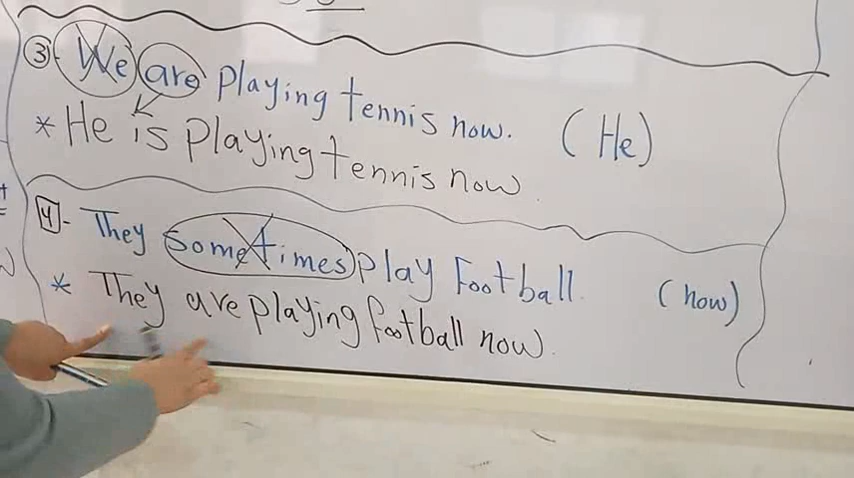 ③- We are playing tennis now. (He)
* He is playing tennis now.
4- They sometimes play Football. (now)
* They are playing football now.